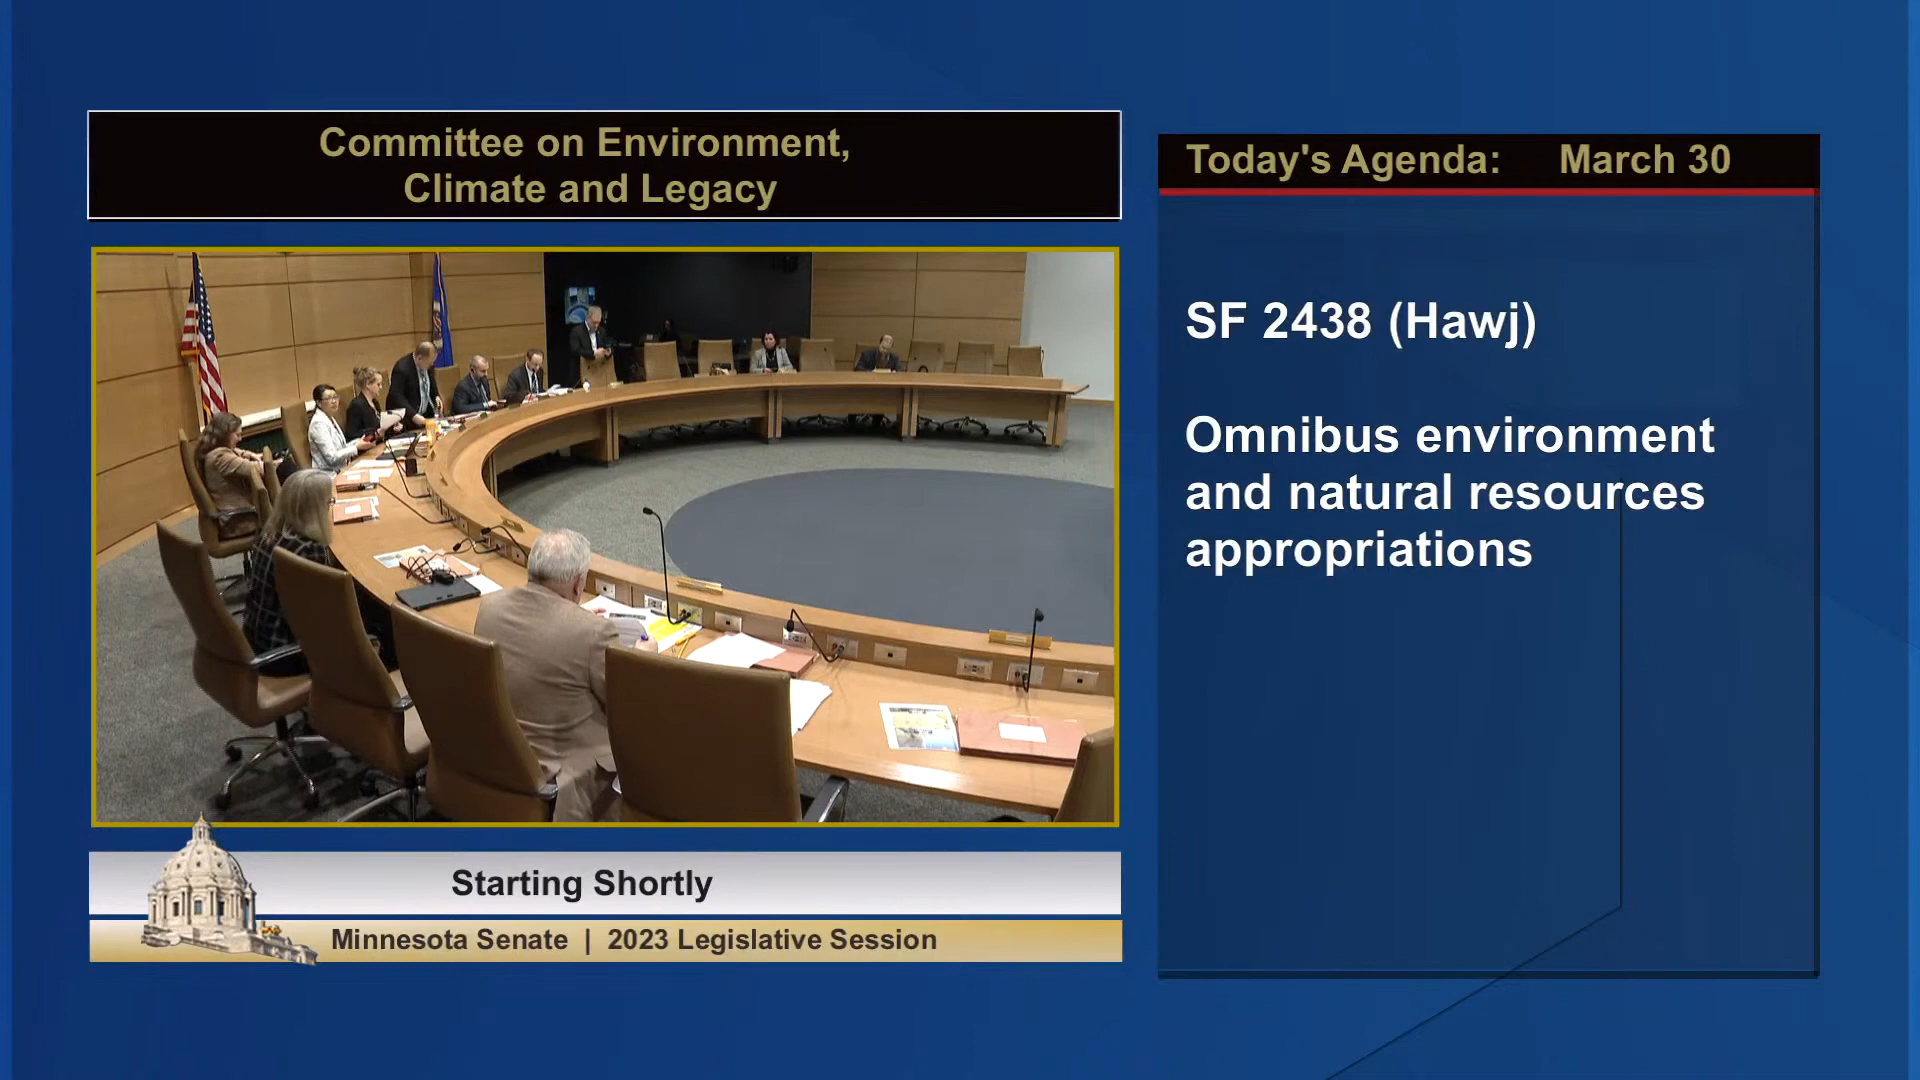 Committee on Environment,
Climate and Legacy
Today's Agenda: March 30
SF 2438 (Hawj)
Omnibus environment
and natural resources
appropriations
Starting Shortly
Minnesota Senate | 2023 Legislative Session